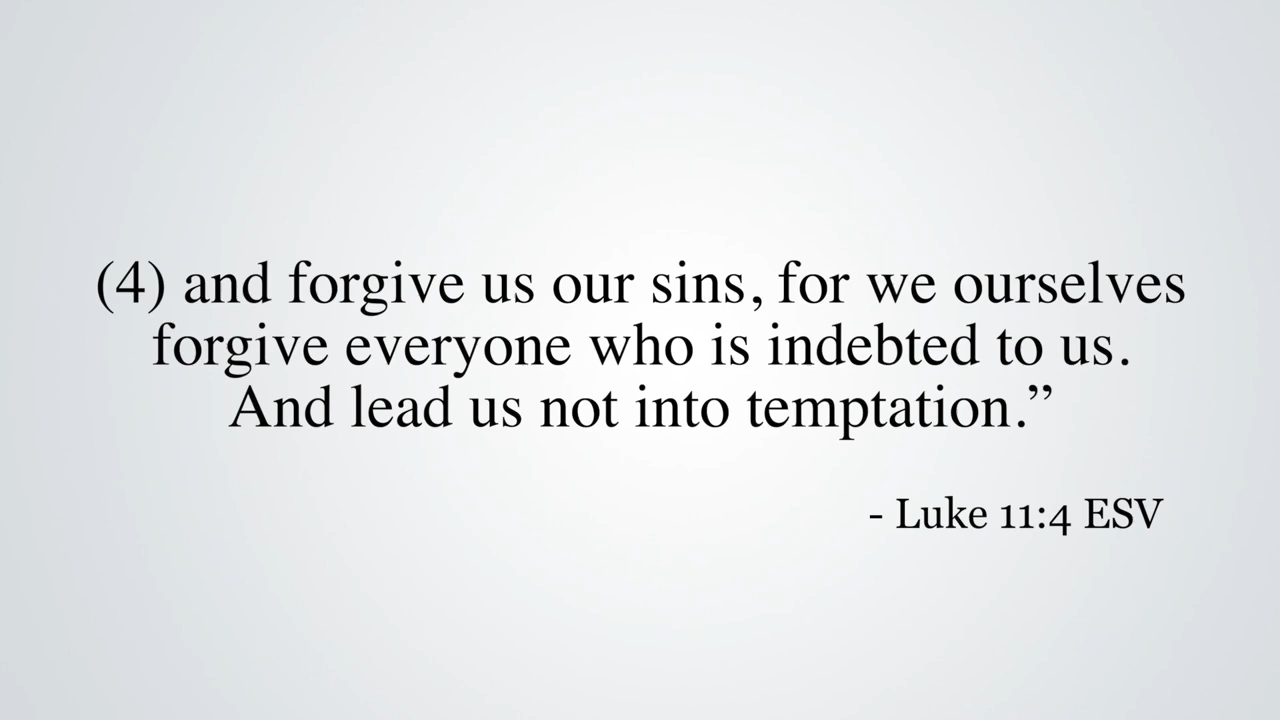 (4) and forgive us our sins, for we ourselves
forgive everyone who is indebted to us.
And lead us not into temptation.”
- Luke 11:4 ESV